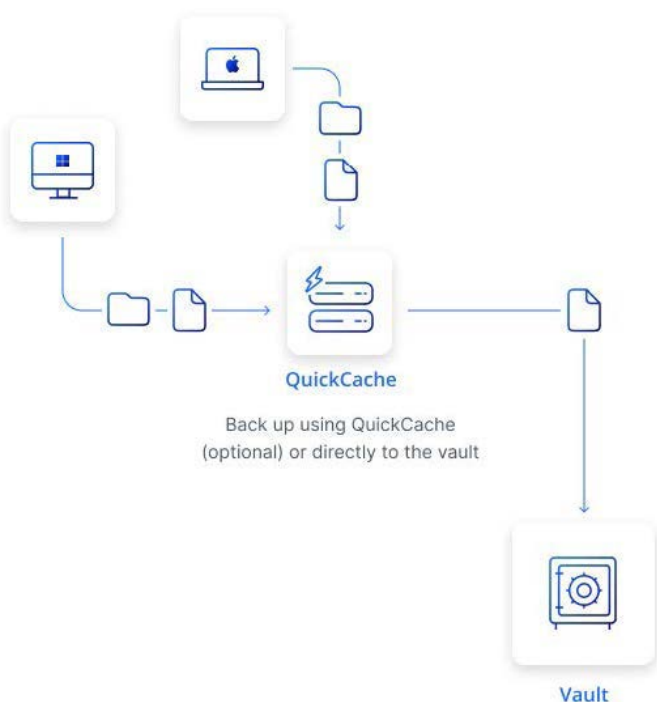 QuickCache
Back up using QuickCache
(optional) or directly to the vault
Vault